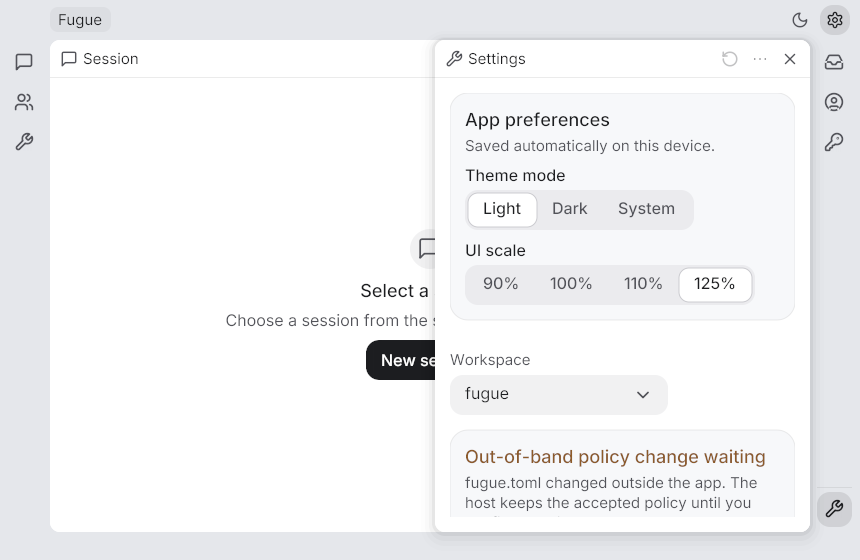 Fugue
Session
Settings
App preferences
Saved automatically on this device.
Theme mode
Light Dark System
UI scale
90% 100% 110% 125%
Select a
Choose a session from the s
New se
Workspace
fugue
Out-of-band policy change waiting
fugue.toml changed outside the app. The
host keeps the accepted policy until you